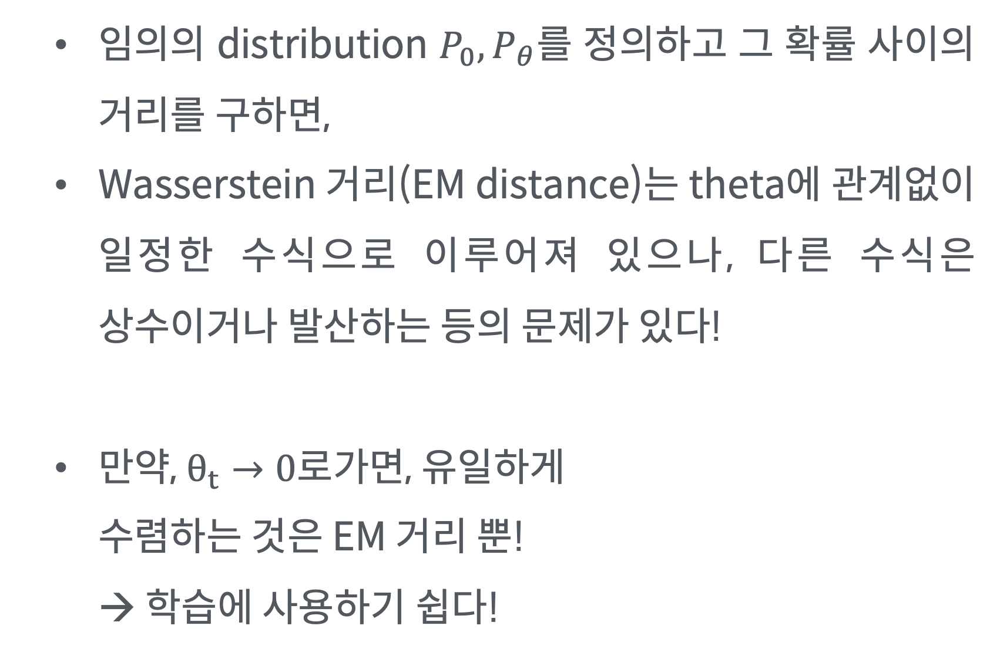 • 임의의 distribution 𝑃₀, 𝑃_𝜃를 정의하고 그 확률 사이의
거리를 구하면,
• Wasserstein 거리(EM distance)는 theta에 관계없이
일정한 수식으로 이루어져 있으나, 다른 수식은
상수이거나 발산하는 등의 문제가 있다!
• 만약, θₜ → 0로가면, 유일하게
수렴하는 것은 EM 거리 뿐!
→ 학습에 사용하기 쉽다!